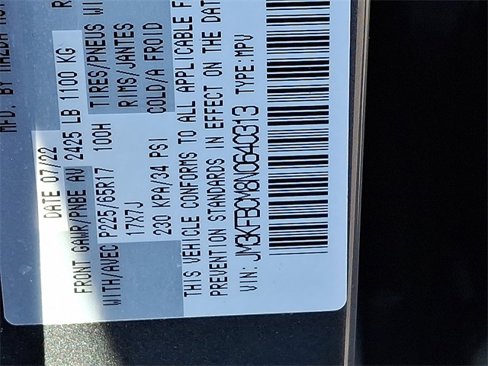 MFD. BY MAZDA
DATE 07/22
FRONT GAWR/PNBE AV 2425 LB 1100 KG
WITH/AVEC P225/65R17 100H TIRES/PNEUS WI
17X7J RIMS/JANTES
230 KPA/34 PSI COLD/A FROID
THIS VEHICLE CONFORMS TO ALL APPLICABLE F
PREVENTION STANDARDS IN EFFECT ON THE DAT
VIN: JM3KFBCM8N0640313 TYPE:MPV